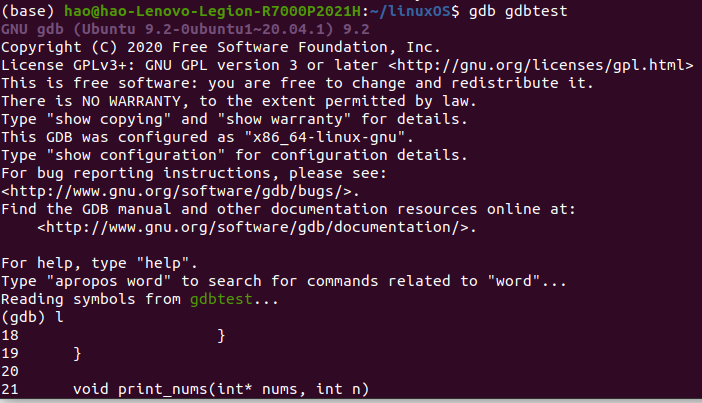 (base) hao@hao-Lenovo-Legion-R7000P2021H:~/linuxOS$ gdb gdbtest
GNU gdb (Ubuntu 9.2-0ubuntu1~20.04.1) 9.2
Copyright (C) 2020 Free Software Foundation, Inc.
License GPLv3+: GNU GPL version 3 or later <http://gnu.org/licenses/gpl.html>
This is free software: you are free to change and redistribute it.
There is NO WARRANTY, to the extent permitted by law.
Type "show copying" and "show warranty" for details.
This GDB was configured as "x86_64-linux-gnu".
Type "show configuration" for configuration details.
For bug reporting instructions, please see:
<http://www.gnu.org/software/gdb/bugs/>.
Find the GDB manual and other documentation resources online at:
    <http://www.gnu.org/software/gdb/documentation/>.

For help, type "help".
Type "apropos word" to search for commands related to "word"...
Reading symbols from gdbtest...
(gdb) l
18                      }
19      }
20
21      void print_nums(int* nums, int n)